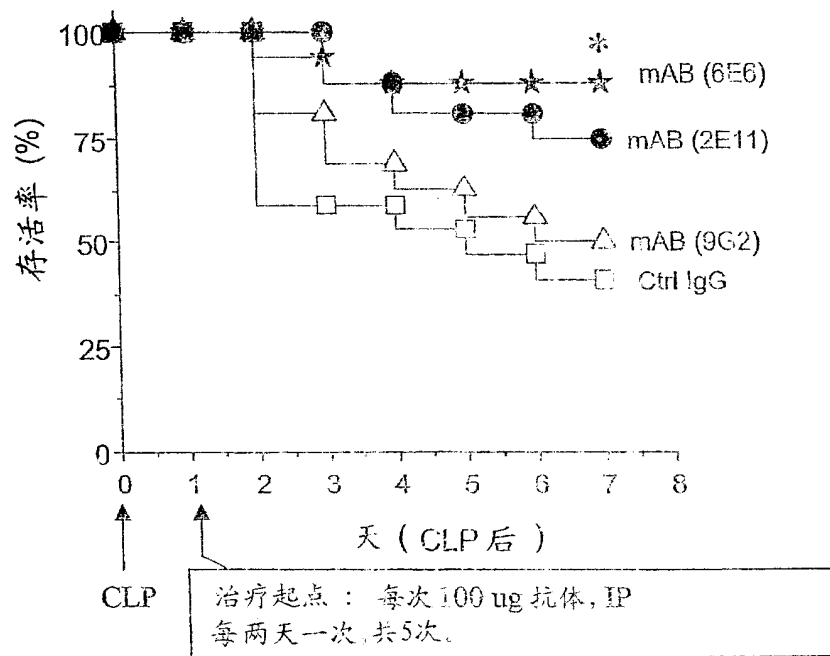 100
75
50
25
0
存活率 (%)
*
mAB (6E6)
mAB (2E11)
mAB (9G2)
Ctrl IgG
0 1 2 3 4 5 6 7 8
天 ( CLP 后 )
CLP
治疗起点： 每次 100 ug 抗体, IP
每两天一次,共5次。